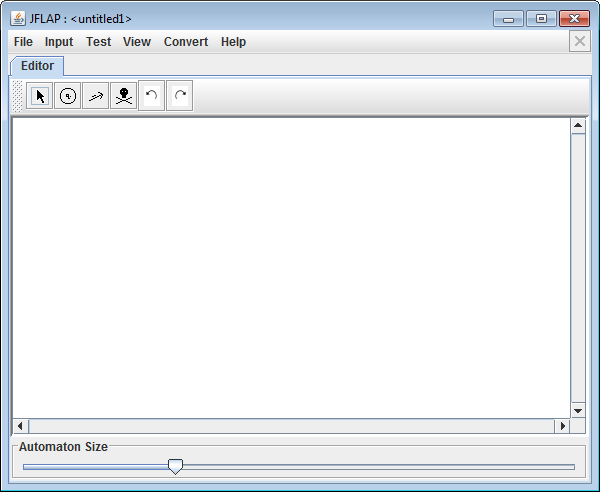 JFLAP : <untitled1>
File Input Test View Convert Help
Editor
q
Automaton Size